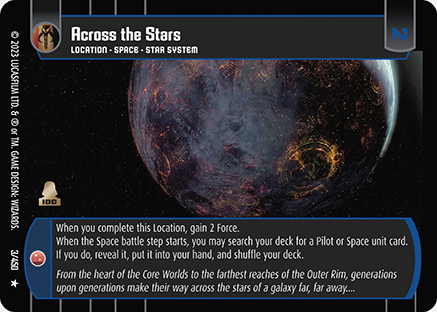 Across the Stars
LOCATION • SPACE • STAR SYSTEM
© 2023 LUCASFILM LTD. & ® or TM. GAME DESIGN: WIZARDS.
3/450
100
When you complete this Location, gain 2 Force.
When the Space battle step starts, you may search your deck for a Pilot or Space unit card.
If you do, reveal it, put it into your hand, and shuffle your deck.
From the heart of the Core Worlds to the farthest reaches of the Outer Rim, generations
upon generations make their way across the stars of a galaxy far, far away....